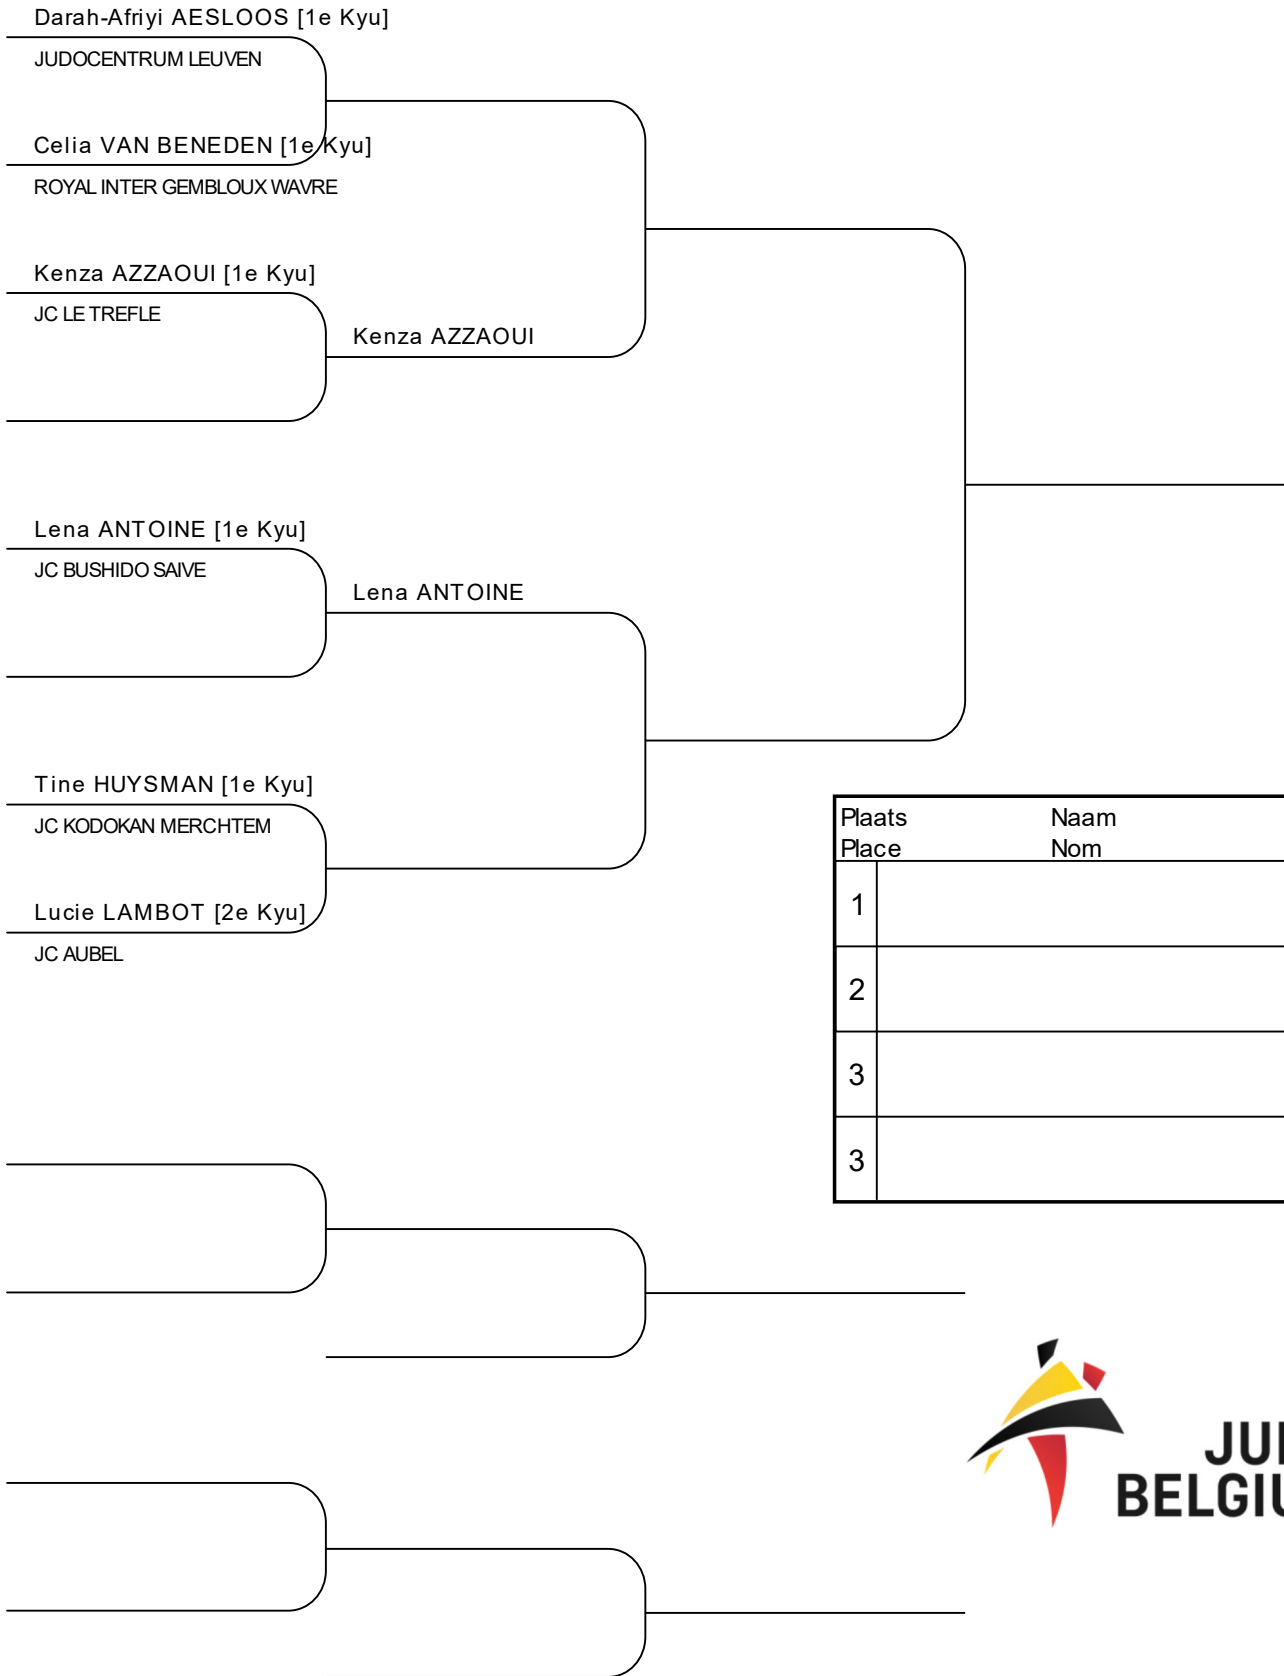 Darah-Afriyi AESLOOS [1e Kyu]
JUDOCENTRUM LEUVEN
Celia VAN BENEDEN [1e Kyu]
ROYAL INTER GEMBLOUX WAVRE
Kenza AZZAOUI [1e Kyu]
JC LE TREFLE
Kenza AZZAOUI
Lena ANTOINE [1e Kyu]
JC BUSHIDO SAIVE
Lena ANTOINE
Tine HUYSMAN [1e Kyu]
JC KODOKAN MERCHTEM
Lucie LAMBOT [2e Kyu]
JC AUBEL
Plaats Naam
Place Nom
1
2
3
3